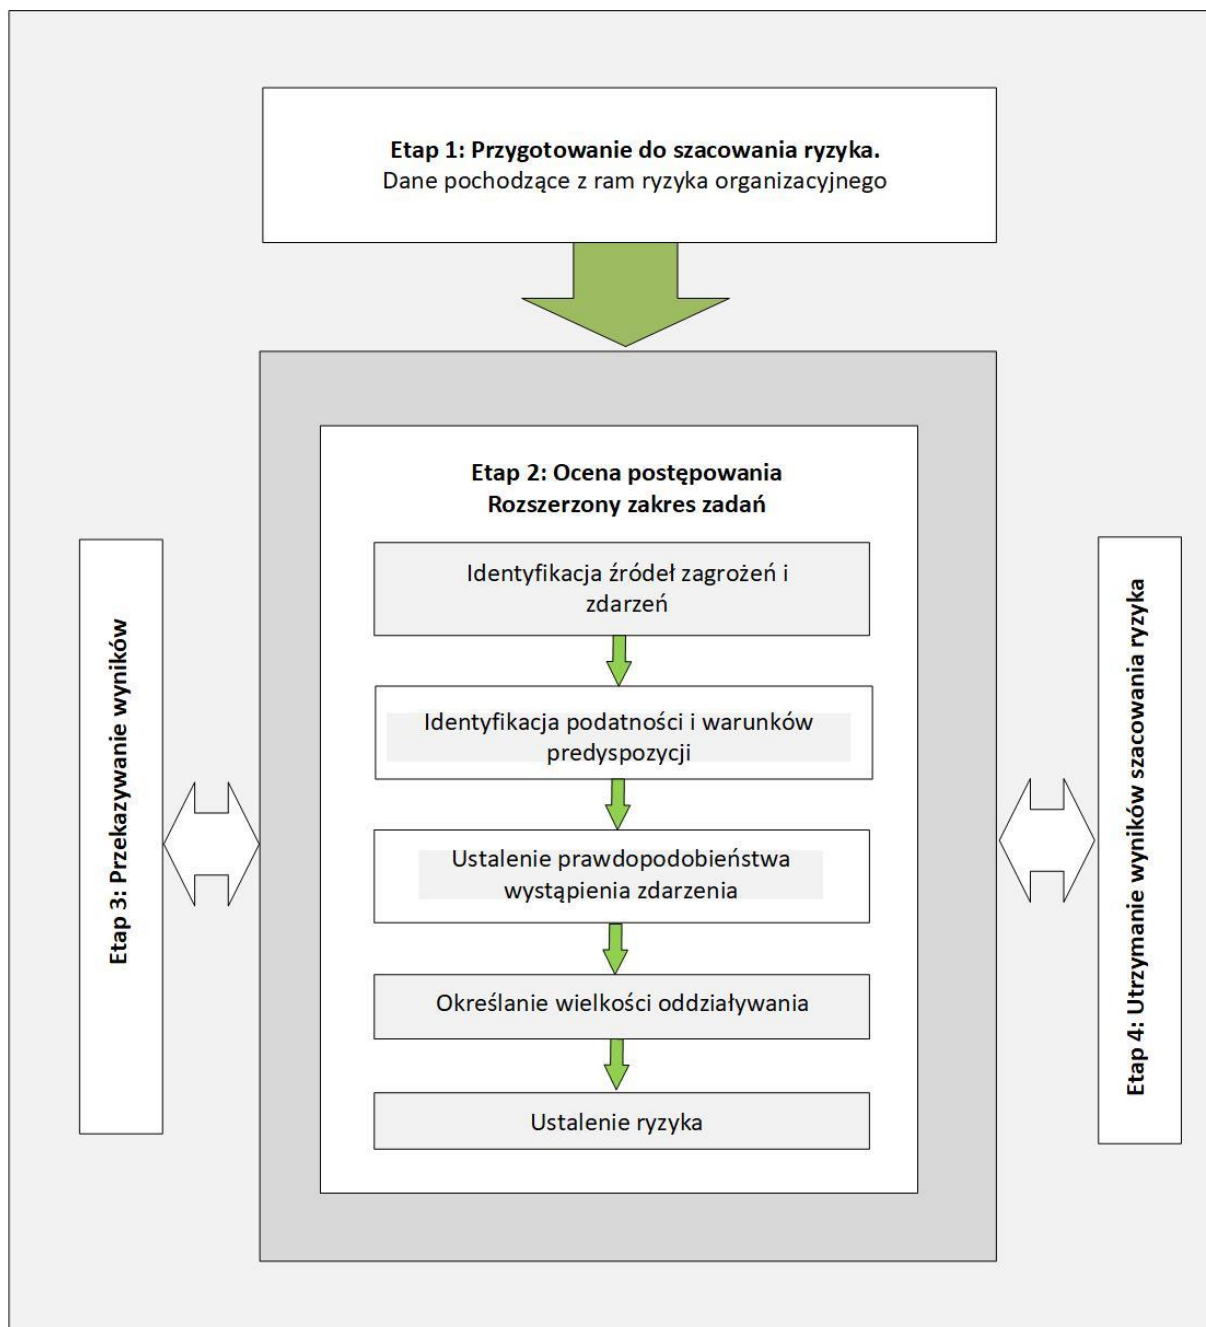 Etap 1: Przygotowanie do szacowania ryzyka.
Dane pochodzące z ram ryzyka organizacyjnego
Etap 2: Ocena postępowania
Rozszerzony zakres zadań
Identyfikacja źródeł zagrożeń i
zdarzeń
Identyfikacja podatności i warunków
predyspozycji
Ustalenie prawdopodobieństwa
wystąpienia zdarzenia
Określanie wielkości oddziaływania
Ustalenie ryzyka
Etap 3: Przekazywanie wyników
Etap 4: Utrzymanie wyników szacowania ryzyka